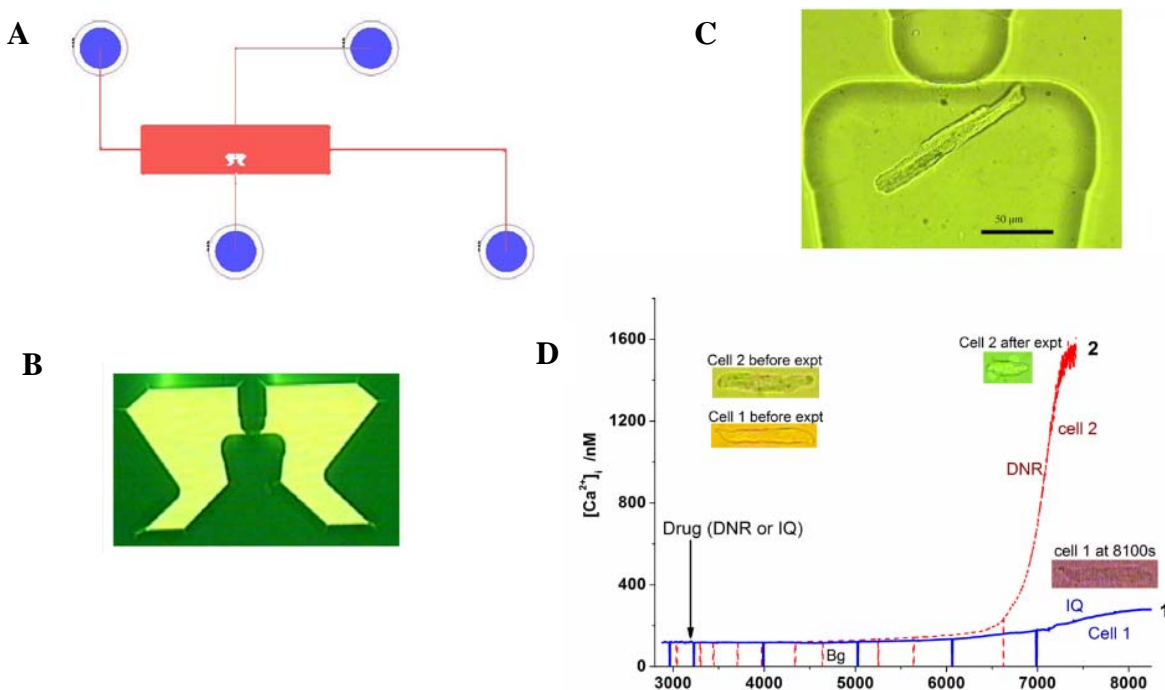 A
C
50 µm
B
D
1600
1200
800
400
0
[Ca²⁺]ᵢ /nM
Cell 2 before expt
Cell 1 before expt
Cell 2 after expt
2
cell 2
DNR
Drug (DNR or IQ)
cell 1 at 8100s
IQ
1
Cell 1
Bg
3000 4000 5000 6000 7000 8000